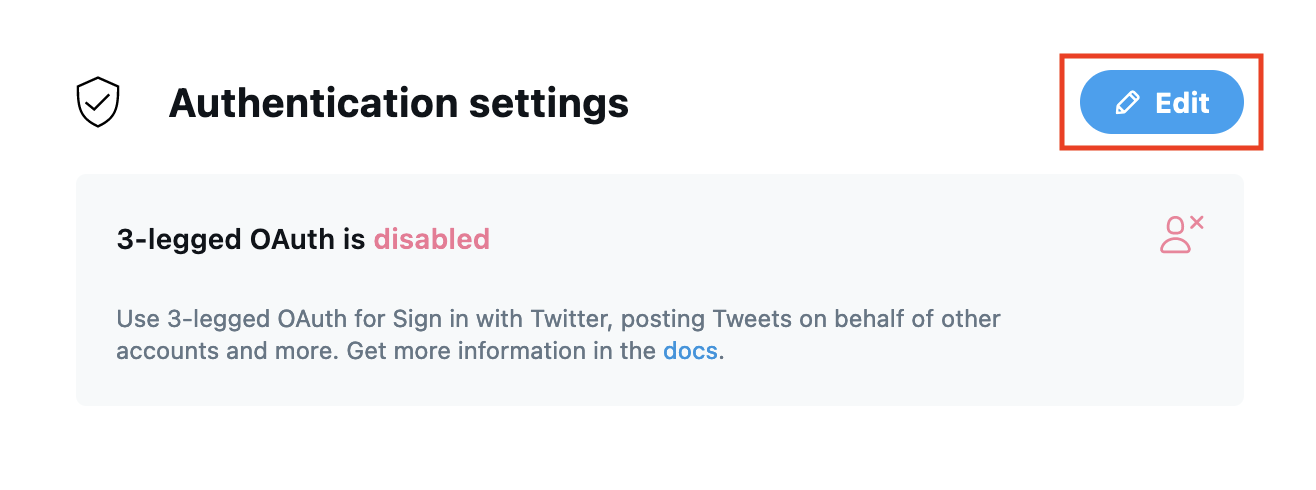 Authentication settings
Edit
3-legged OAuth is disabled
Use 3-legged OAuth for Sign in with Twitter, posting Tweets on behalf of other
accounts and more. Get more information in the docs.